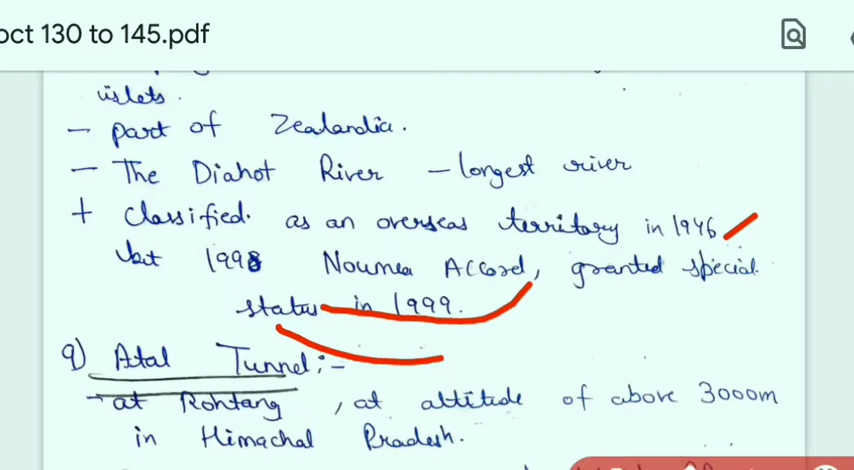 oct 130 to 145.pdf
islets.
- part of Zealandia.
- The Diahot River - longest river
+ Classified. as an overseas territory in 1946
but 1998 Noumea Accord, granted special
status in 1999.
9) Atal Tunnel:-
- at Rohtang, at altitude of above 3000m
in Himachal Pradesh.